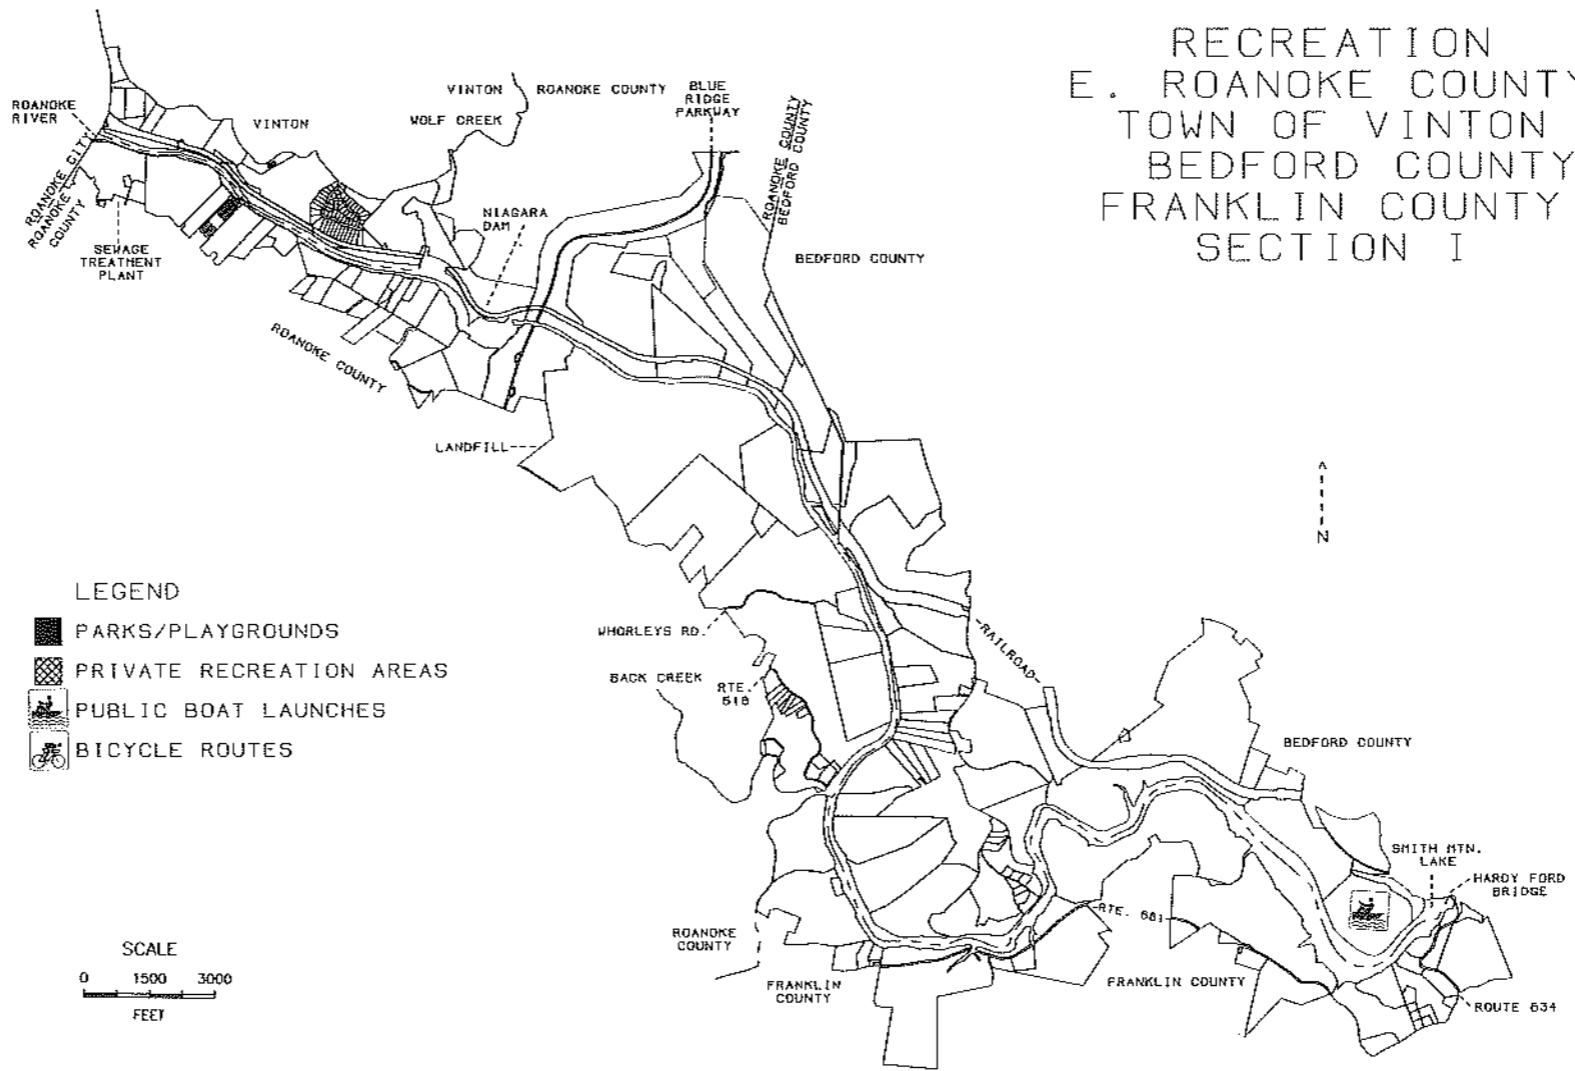 RECREATION
E. ROANOKE COUNTY
TOWN OF VINTON
BEDFORD COUNTY
FRANKLIN COUNTY
SECTION I
ROANOKE
RIVER
VINTON
VINTON
ROANOKE COUNTY
WOLF CREEK
BLUE
RIDGE
PARKWAY
ROANOKE COUNTY
BEDFORD COUNTY
ROANOKE CITY
ROANOKE
COUNTY
SEWAGE
TREATMENT
PLANT
NIAGARA
DAM
BEDFORD COUNTY
ROANOKE COUNTY
LANDFILL
N
LEGEND
PARKS/PLAYGROUNDS
PRIVATE RECREATION AREAS
PUBLIC BOAT LAUNCHES
BICYCLE ROUTES
WHORLEYS RD.
RAILROAD
BACK CREEK
RTE.
618
BEDFORD COUNTY
SMITH MTN.
LAKE
HARDY FORD
BRIDGE
RTE. 681
ROANOKE
COUNTY
FRANKLIN
COUNTY
FRANKLIN COUNTY
ROUTE 634
SCALE
0 1500 3000
FEET